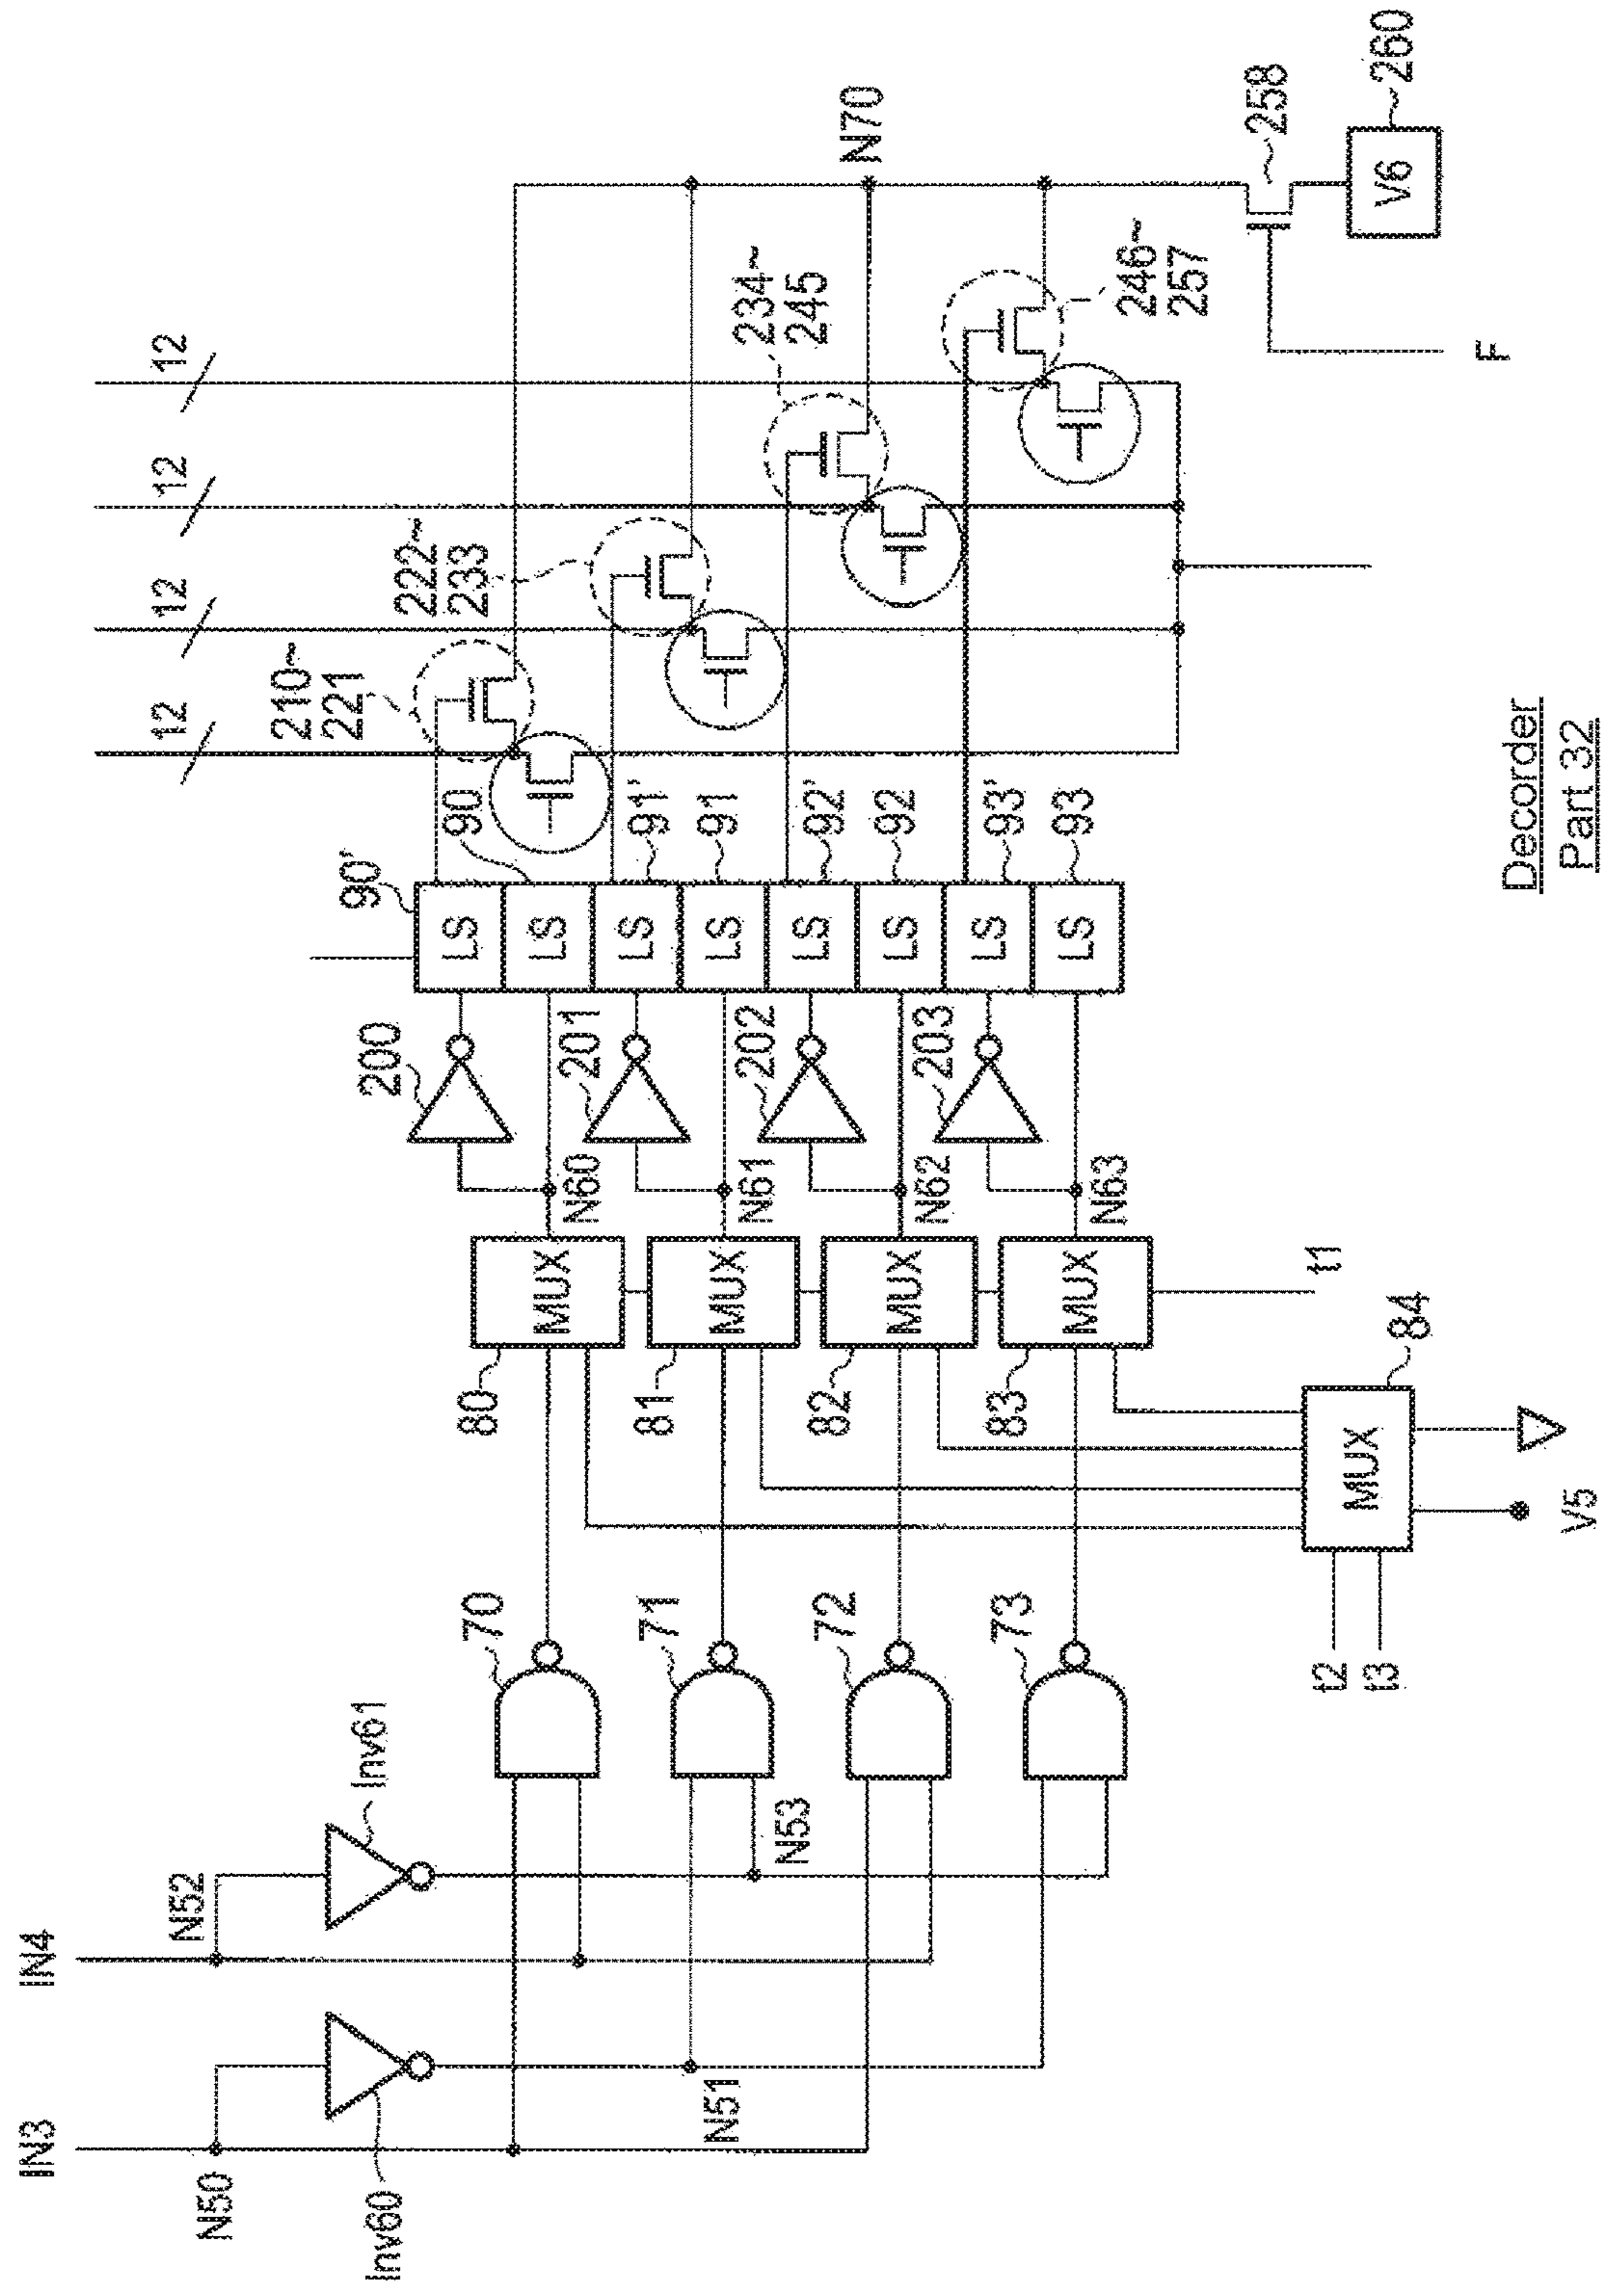 IN3
IN4
N50
N52
Inv60
Inv61
N51
N53
70
71
72
73
t2
t3
V5
MUX
84
80
81
82
83
MUX
MUX
MUX
MUX
t1
N60
N61
N62
N63
200
201
202
203
90'
LS
LS
LS
LS
LS
LS
LS
LS
90
91'
91
92'
92
93'
93
12
12
12
12
210~
221
222~
233
234~
245
246~
257
N70
F
258
V6
260
Decorder
Part 32